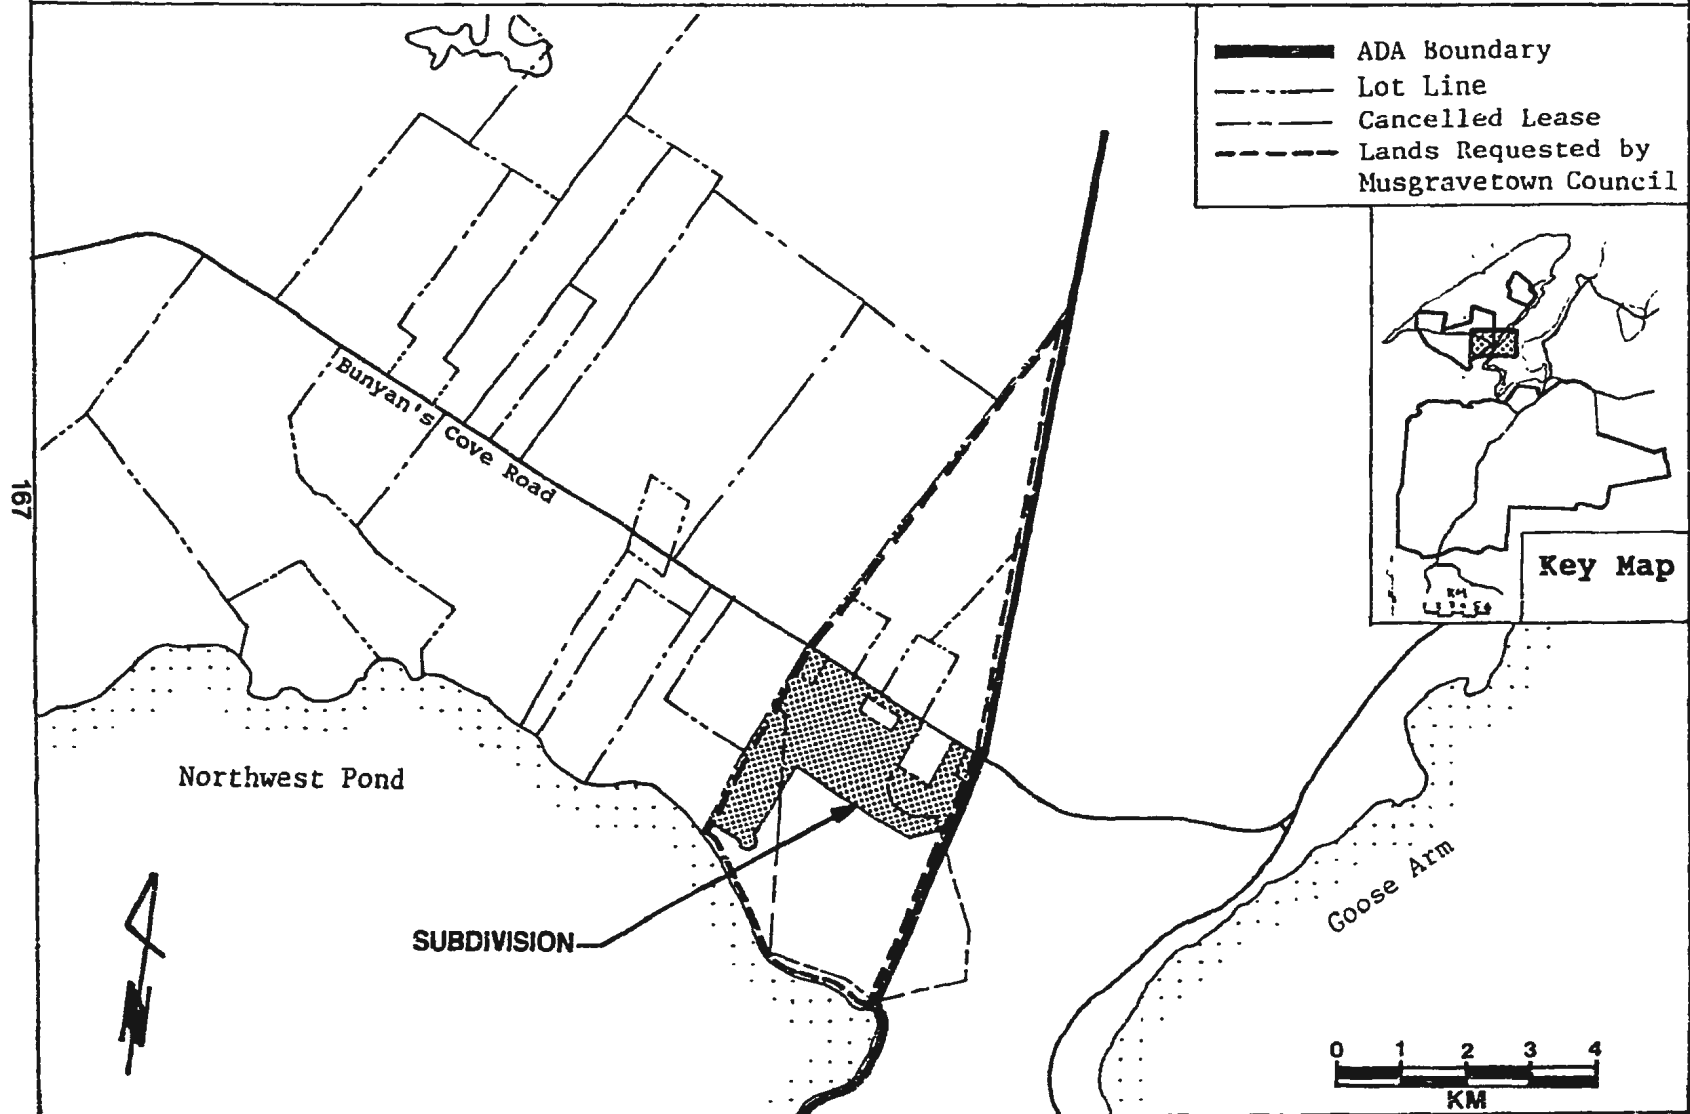 ADA Boundary
Lot Line
Cancelled Lease
Lands Requested by
Musgravetown Council
Key Map
KM
167
Bunyan's Cove Road
Northwest Pond
SUBDIVISION
Goose Arm
N
0 1 2 3 4
KM